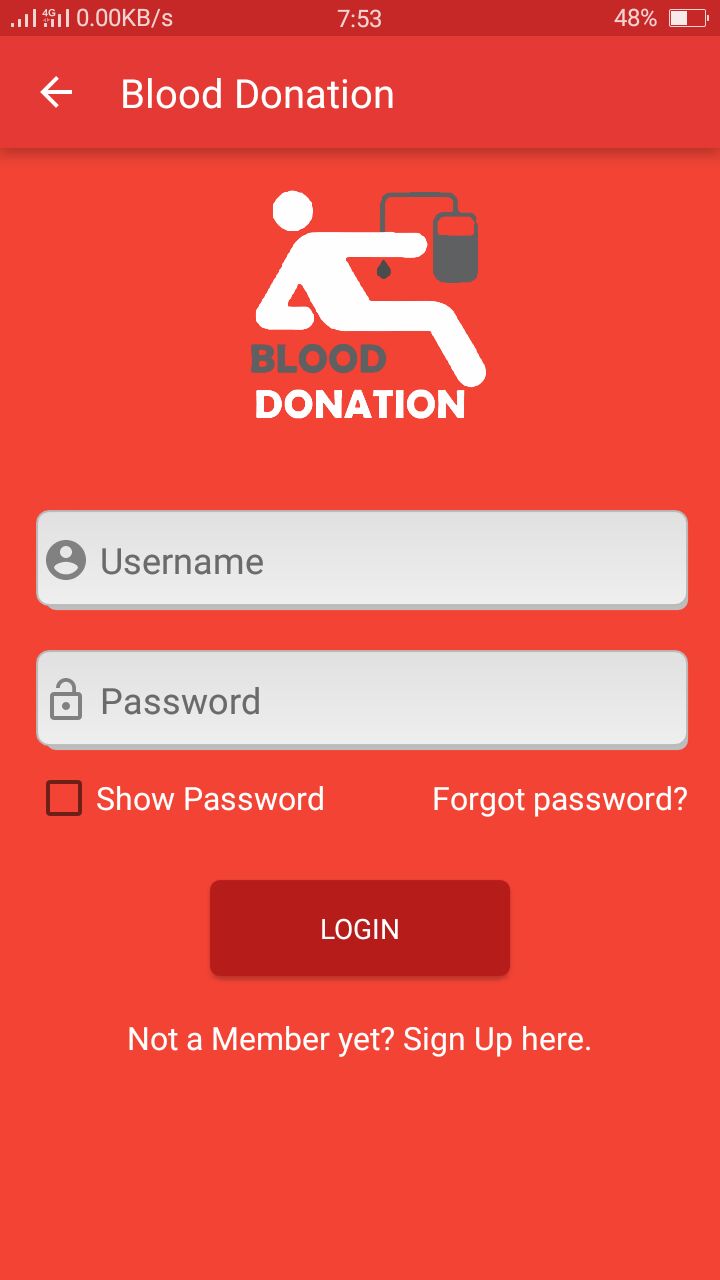 4G 0.00KB/s 7:53 48%
Blood Donation
BLOOD
DONATION
Username
Password
Show Password Forgot password?
LOGIN
Not a Member yet? Sign Up here.